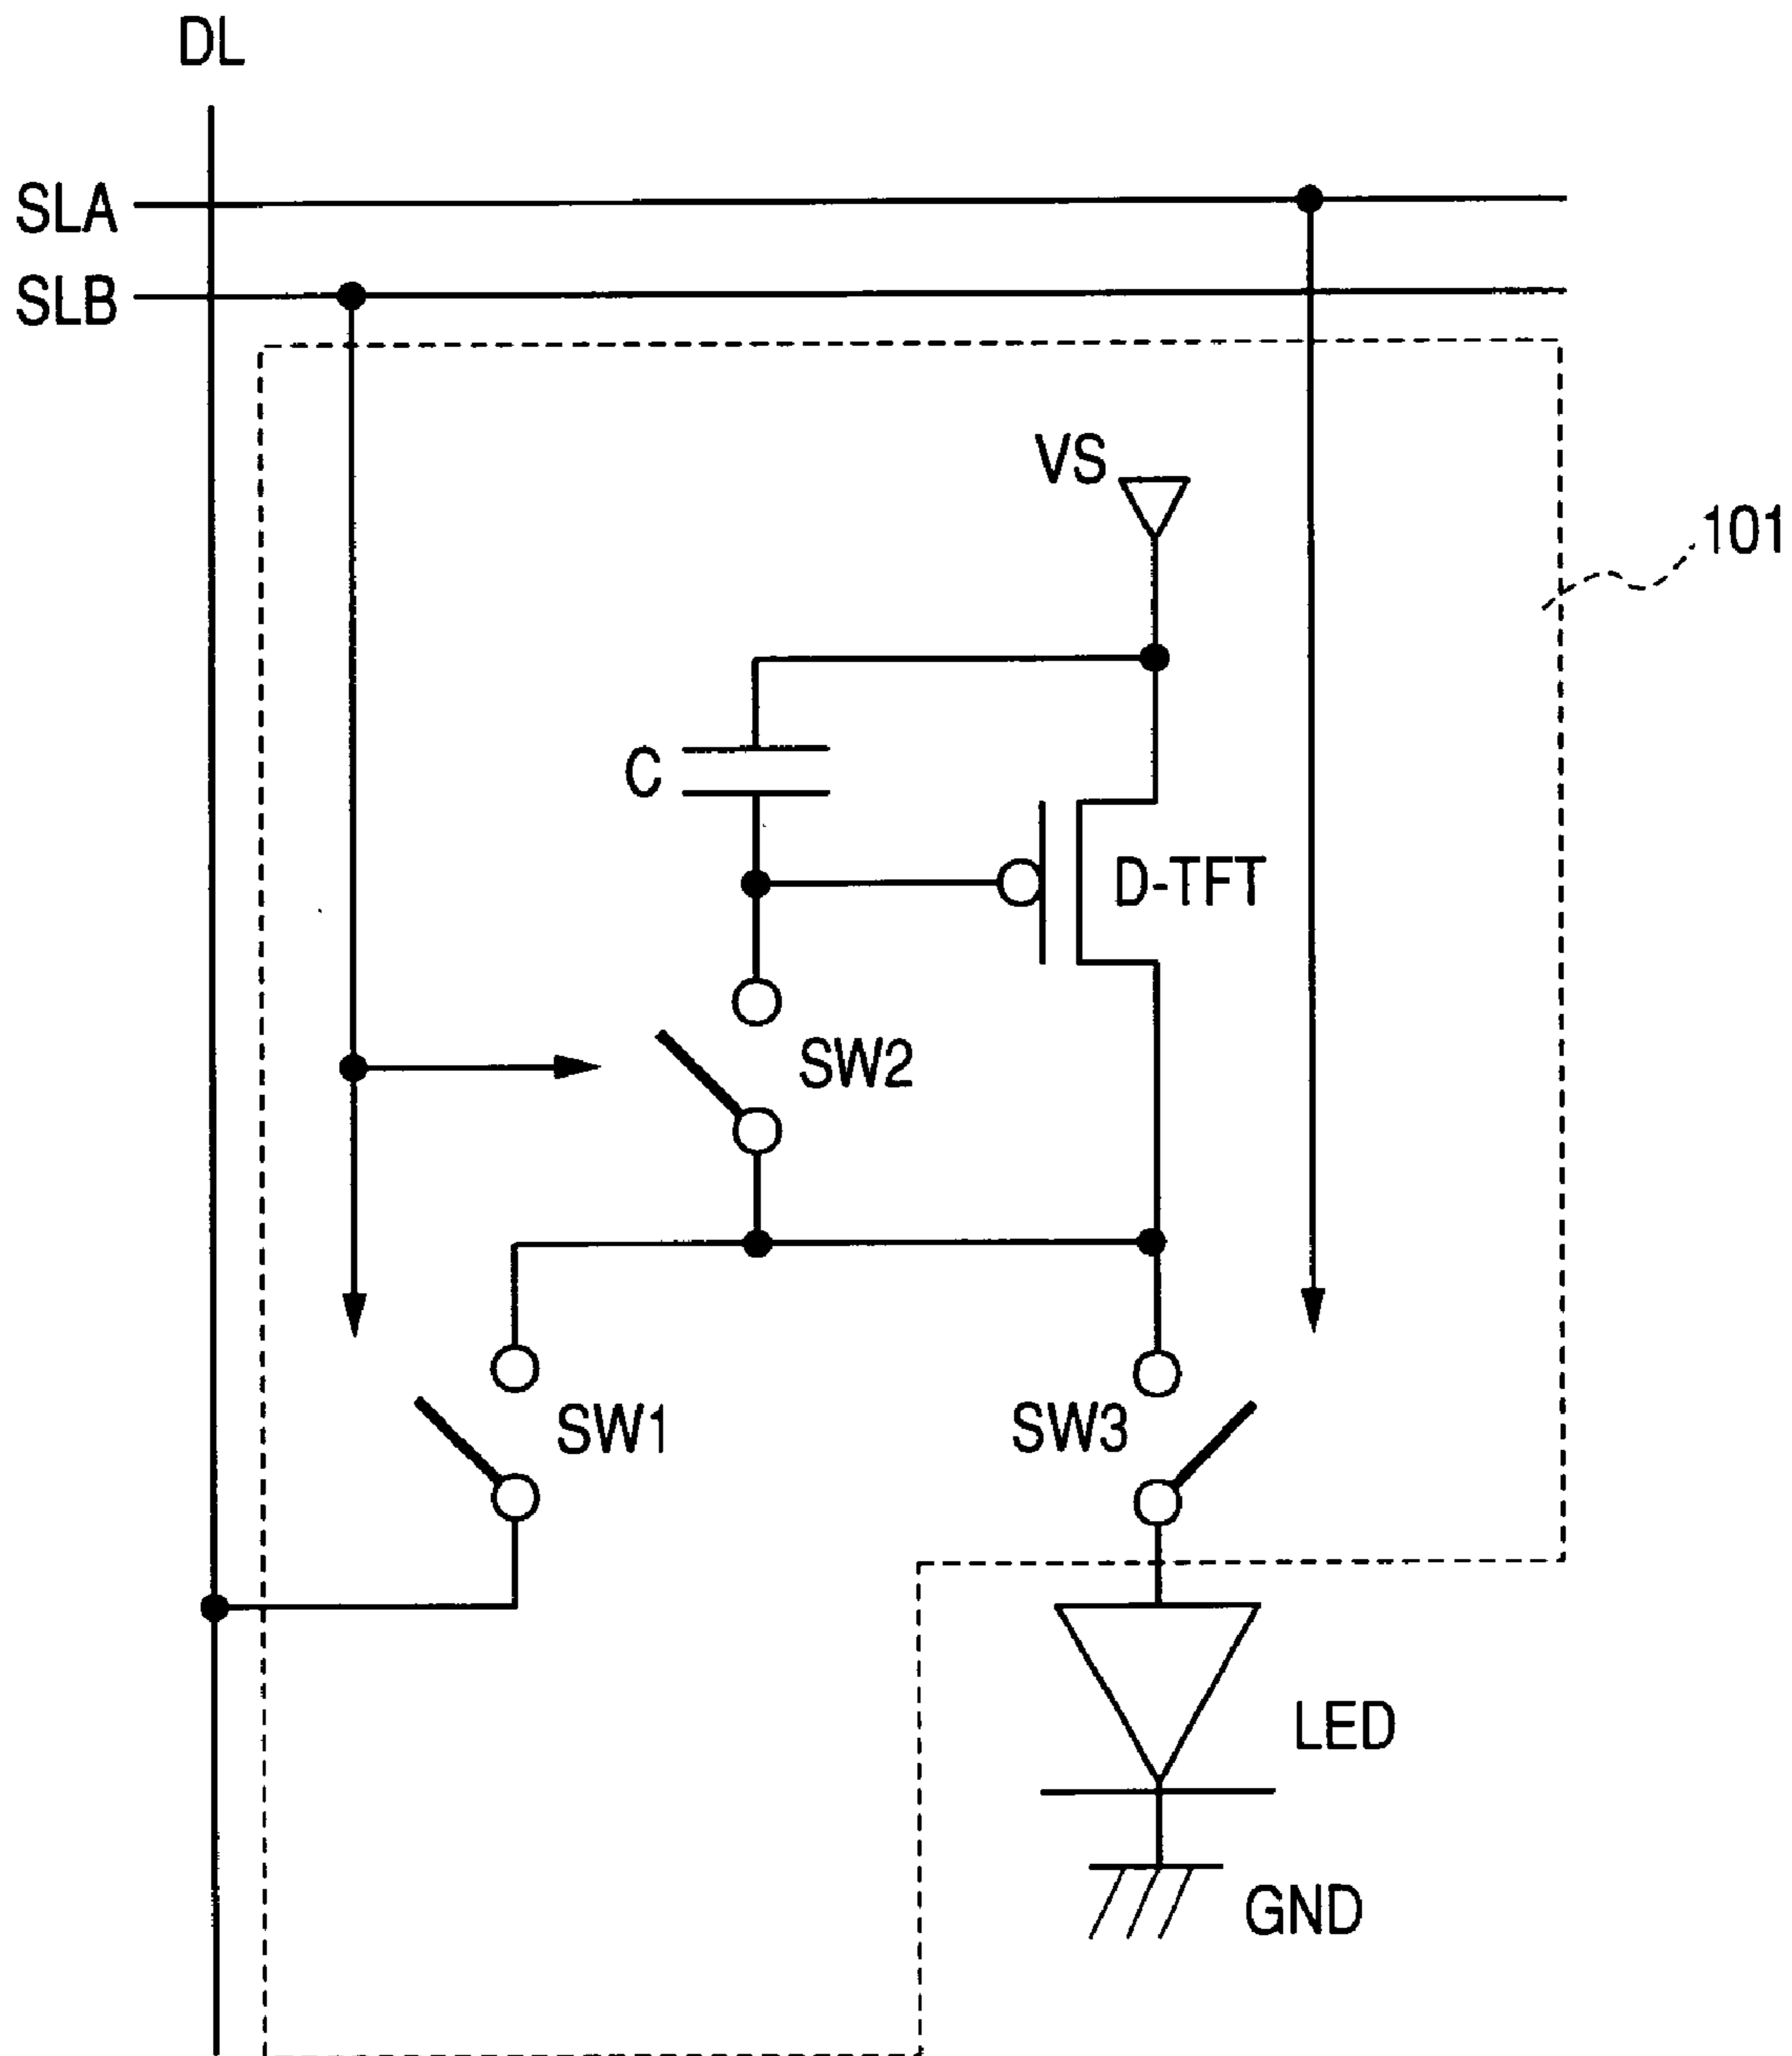 DL
SLA
SLB
VS
101
C
D-TFT
SW2
SW1
SW3
LED
GND